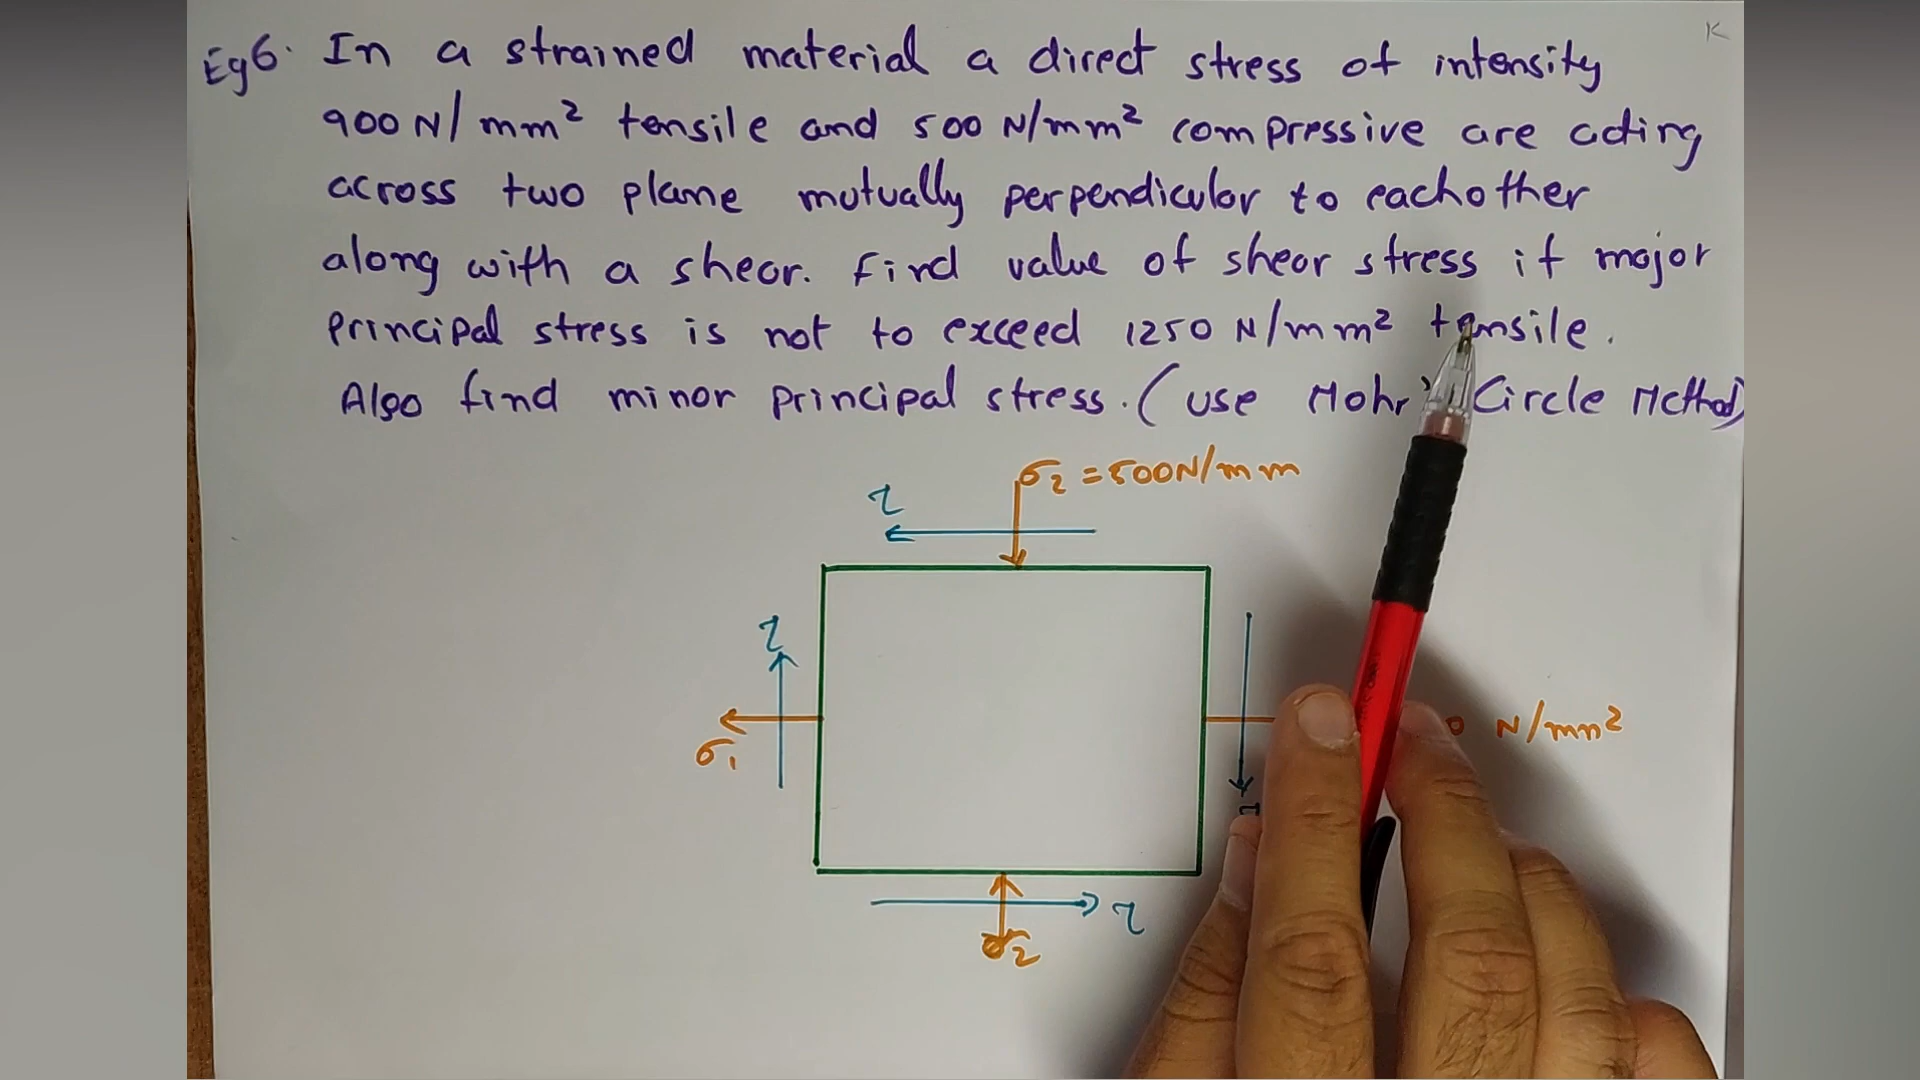 Eg 6. In a strained material a direct stress of intensity
900 N/mm² tensile and 500 N/mm² compressive are acting
across two plane mutually perpendicular to eachother
along with a shear. Find value of shear stress if major
principal stress is not to exceed 1250 N/mm² tensile.
Also find minor principal stress. (use Mohr's Circle Method)
K
σ₂ = 500N/mm
τ
τ
σ₁
N/mm²
τ
σ₂